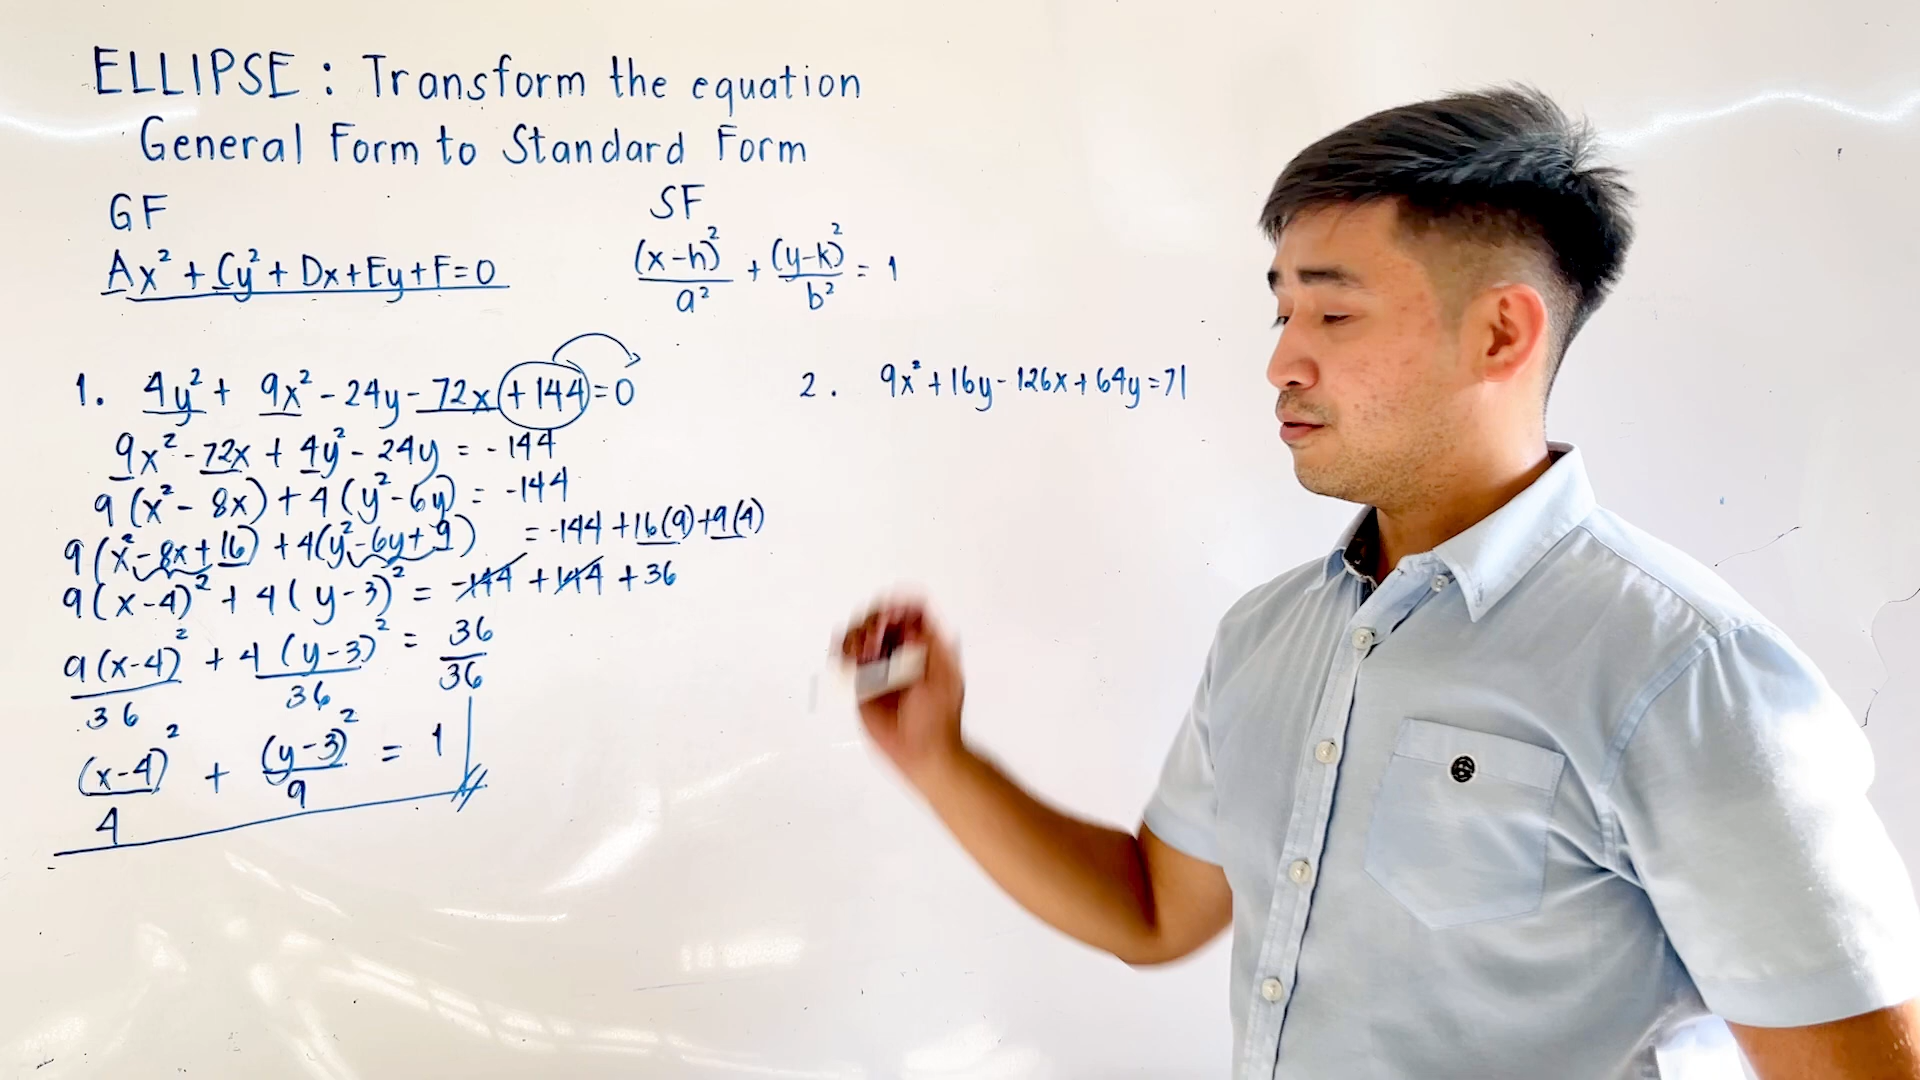 ELLIPSE : Transform the equation
General Form to Standard Form
GF
Ax² + Cy² + Dx + Ey + F = 0
SF
(x-h)²/a² + (y-k)²/b² = 1
1. 4y² + 9x² - 24y - 72x + 144 = 0
9x² - 72x + 4y² - 24y = -144
9(x² - 8x) + 4(y² - 6y) = -144
9(x² - 8x + 16) + 4(y² - 6y + 9) = -144 + 16(9) + 9(4)
9(x-4)² + 4(y-3)² = -144 + 144 + 36
9(x-4)²/36 + 4(y-3)²/36 = 36/36
(x-4)²/4 + (y-3)²/9 = 1
2. 9x² + 16y - 126x + 64y = 71